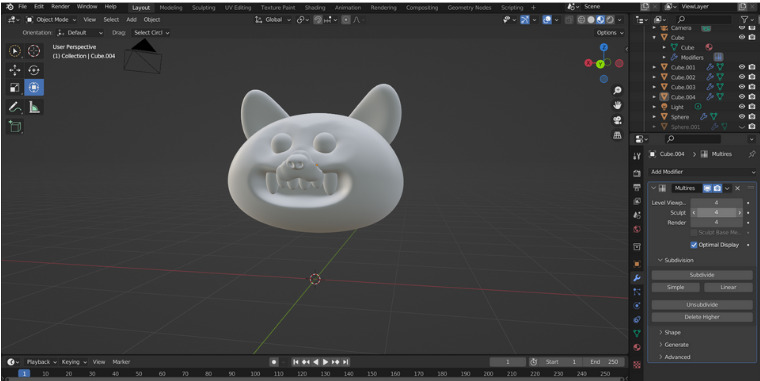 File Edit Render Window Help Layout Modeling Sculpting UV Editing Texture Paint Shading Animation Rendering Compositing Geometry Nodes Scripting + Scene ViewLayer
Object Mode View Select Add Object Global Options
Orientation: Default Drag: Select Circl
User Perspective
(1) Collection | Cube.004
Z
X
Y
Camera
Cube
Cube
Modifiers
Cube.001
Cube.002
Cube.003
Cube.004
Light
Sphere
Sphere.001
Cube.004 > Multires
Add Modifier
Multires
Level Viewp.. 4
Sculpt 4
Render 4
Sculpt Base Me..
Optimal Display
Subdivision
Subdivide
Simple Linear
Unsubdivide
Delete Higher
Shape
Generate
Advanced
Playback Keying View Marker 1 Start 1 End 250
1 10 20 30 40 50 60 70 80 90 100 110 120 130 140 150 160 170 180 190 200 210 220 230 240 250